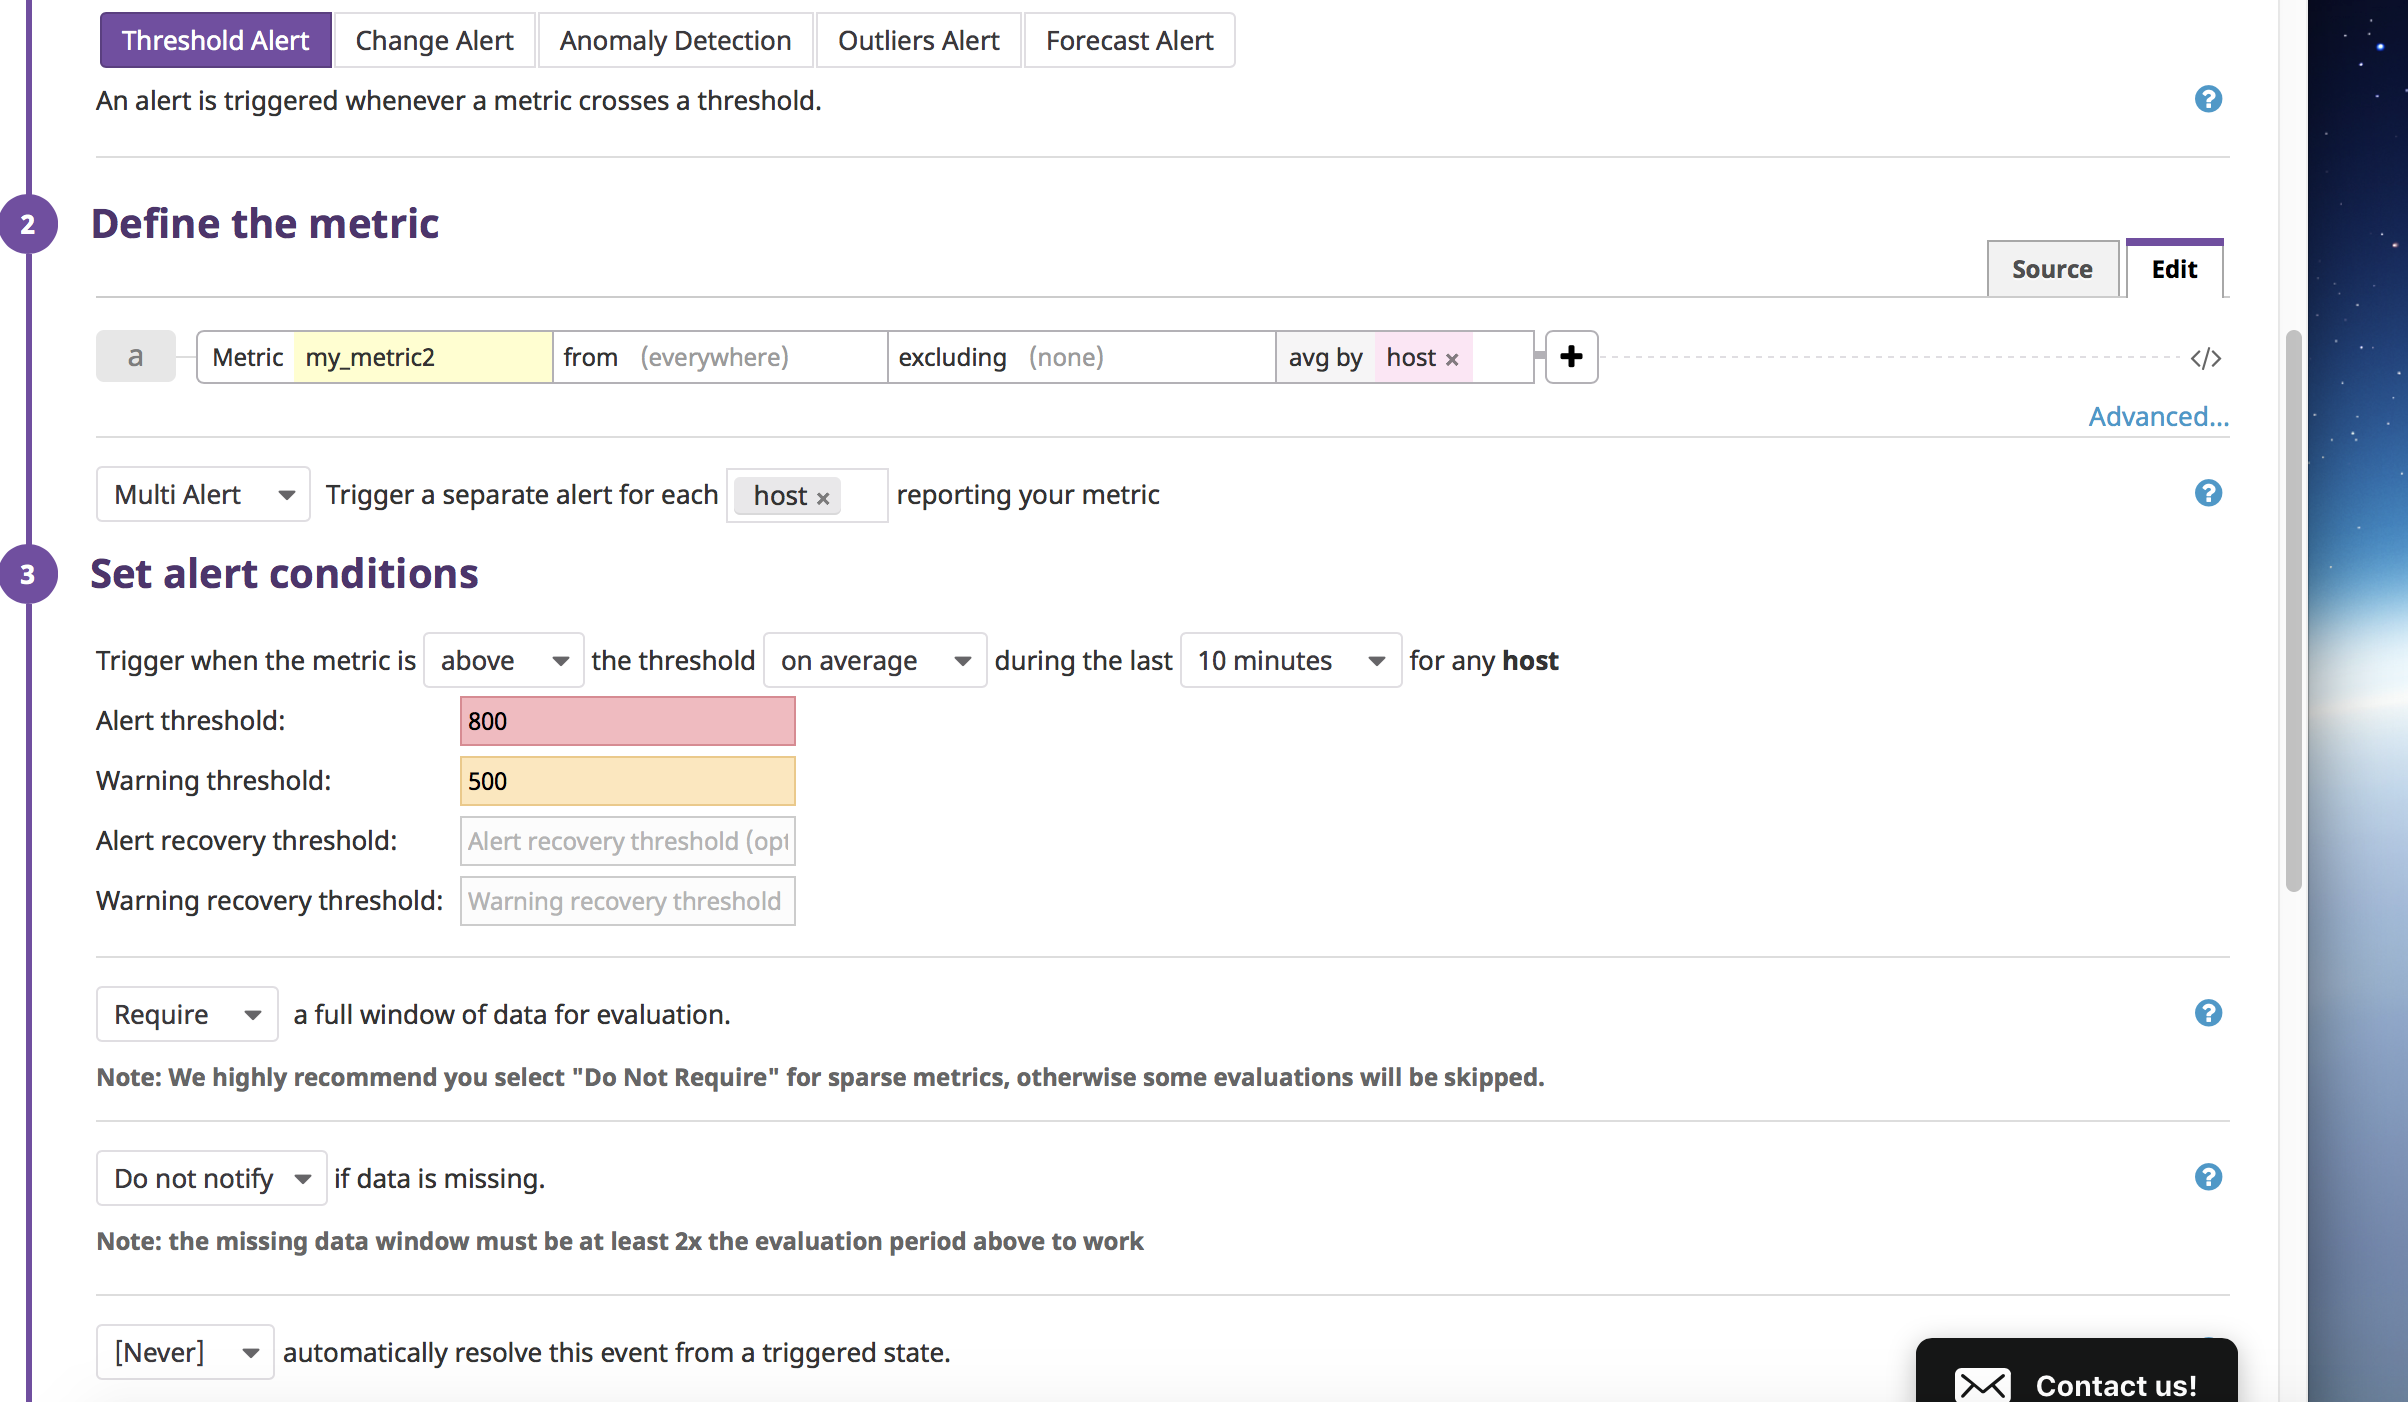 Threshold Alert Change Alert Anomaly Detection Outliers Alert Forecast Alert
An alert is triggered whenever a metric crosses a threshold.
?
2 Define the metric
Source Edit
a Metric my_metric2 from (everywhere) excluding (none) avg by host × + </>
Advanced...
Multi Alert Trigger a separate alert for each host × reporting your metric ?
3 Set alert conditions
Trigger when the metric is above the threshold on average during the last 10 minutes for any host
Alert threshold: 800
Warning threshold: 500
Alert recovery threshold: Alert recovery threshold (opt
Warning recovery threshold: Warning recovery threshold
Require a full window of data for evaluation. ?
Note: We highly recommend you select "Do Not Require" for sparse metrics, otherwise some evaluations will be skipped.
Do not notify if data is missing. ?
Note: the missing data window must be at least 2x the evaluation period above to work
[Never] automatically resolve this event from a triggered state.
Contact us!